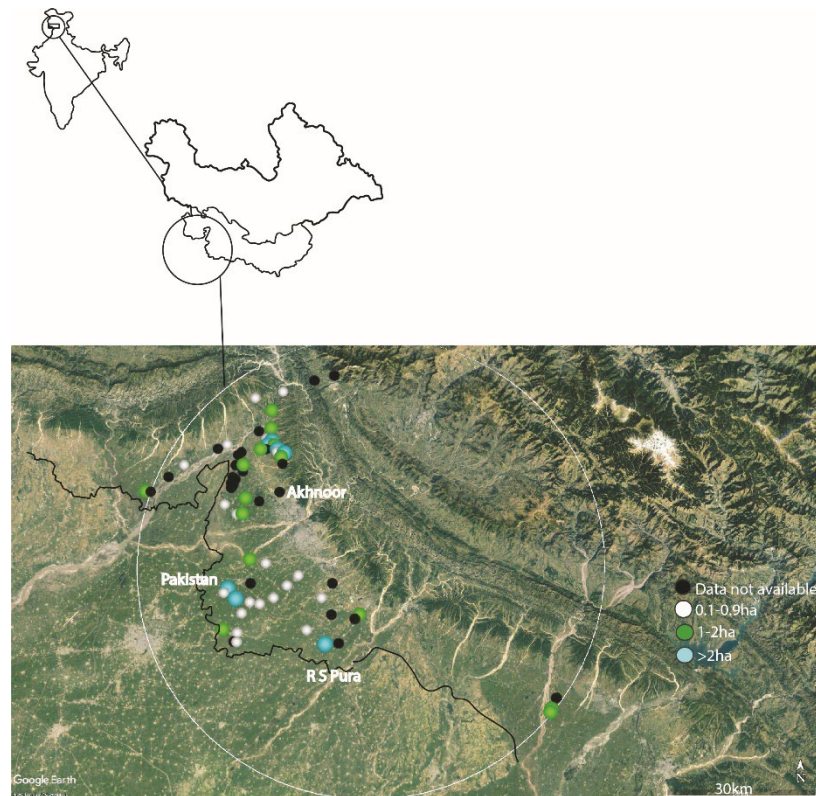 Akhnoor
Pakistan
Data not available
0.1-0.9ha
1-2ha
>2ha
R S Pura
Google Earth
N
30km